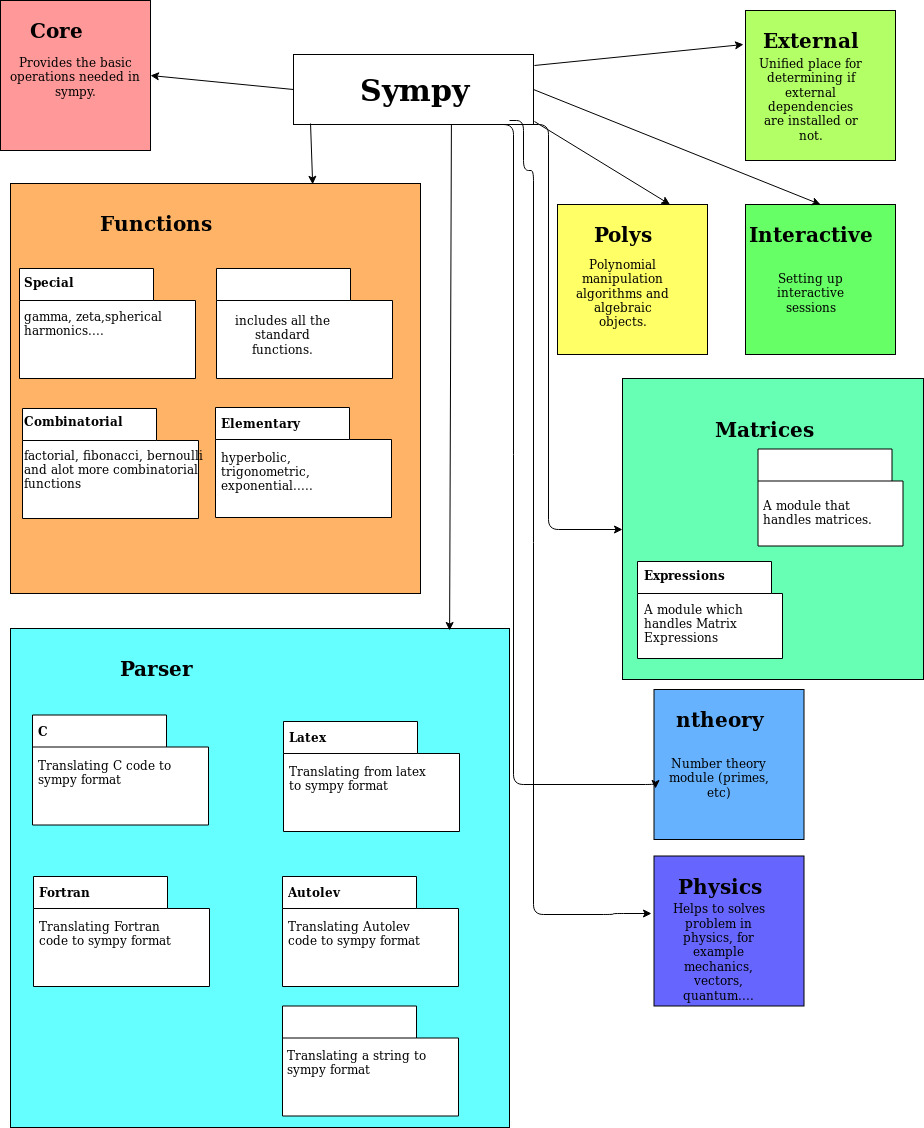 Core
Provides the basic
operations needed in
sympy.
Sympy
External
Unified place for
determining if
external
dependencies
are installed or
not.
Functions
Special
gamma, zeta,spherical
harmonics....
includes all the
standard
functions.
Combinatorial
factorial, fibonacci, bernoulli
and alot more combinatorial
functions
Elementary
hyperbolic,
trigonometric,
exponential.....
Polys
Polynomial
manipulation
algorithms and
algebraic
objects.
Interactive
Setting up
interactive
sessions
Matrices
A module that
handles matrices.
Expressions
A module which
handles Matrix
Expressions
Parser
C
Translating C code to
sympy format
Latex
Translating from latex
to sympy format
Fortran
Translating Fortran
code to sympy format
Autolev
Translating Autolev
code to sympy format
Translating a string to
sympy format
ntheory
Number theory
module (primes,
etc)
Physics
Helps to solves
problem in
physics, for
example
mechanics,
vectors,
quantum....